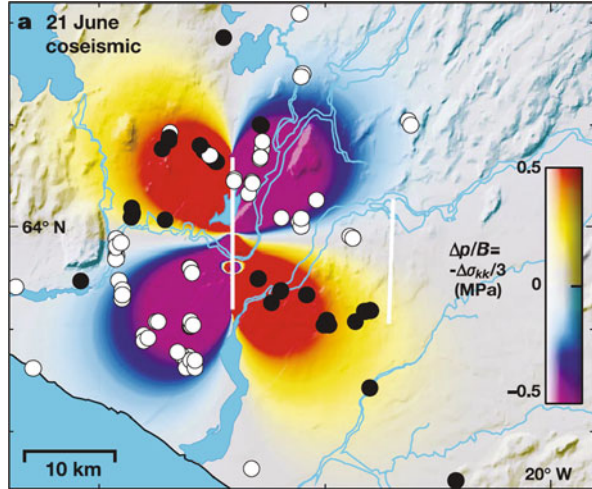 a 21 June
coseismic
64° N
0.5
Δp/B=
-Δσkk/3
(MPa)
0
–0.5
10 km
20° W